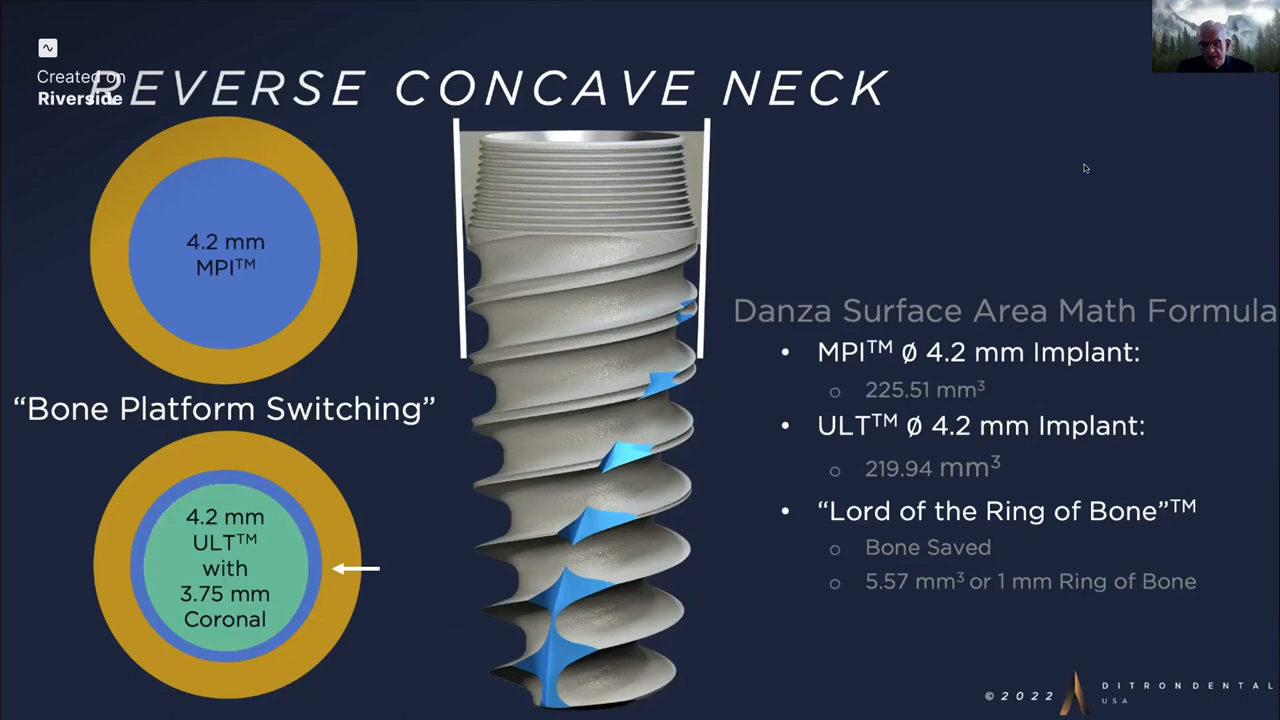 Created on
Riverside
REVERSE CONCAVE NECK
4.2 mm
MPI™
"Bone Platform Switching"
4.2 mm
ULT™
with
3.75 mm
Coronal
Danza Surface Area Math Formula
• MPI™ Ø 4.2 mm Implant:
○ 225.51 mm³
• ULT™ Ø 4.2 mm Implant:
○ 219.94 mm³
• "Lord of the Ring of Bone"™
○ Bone Saved
○ 5.57 mm³ or 1 mm Ring of Bone
©2022
DITRONDENTAL
USA